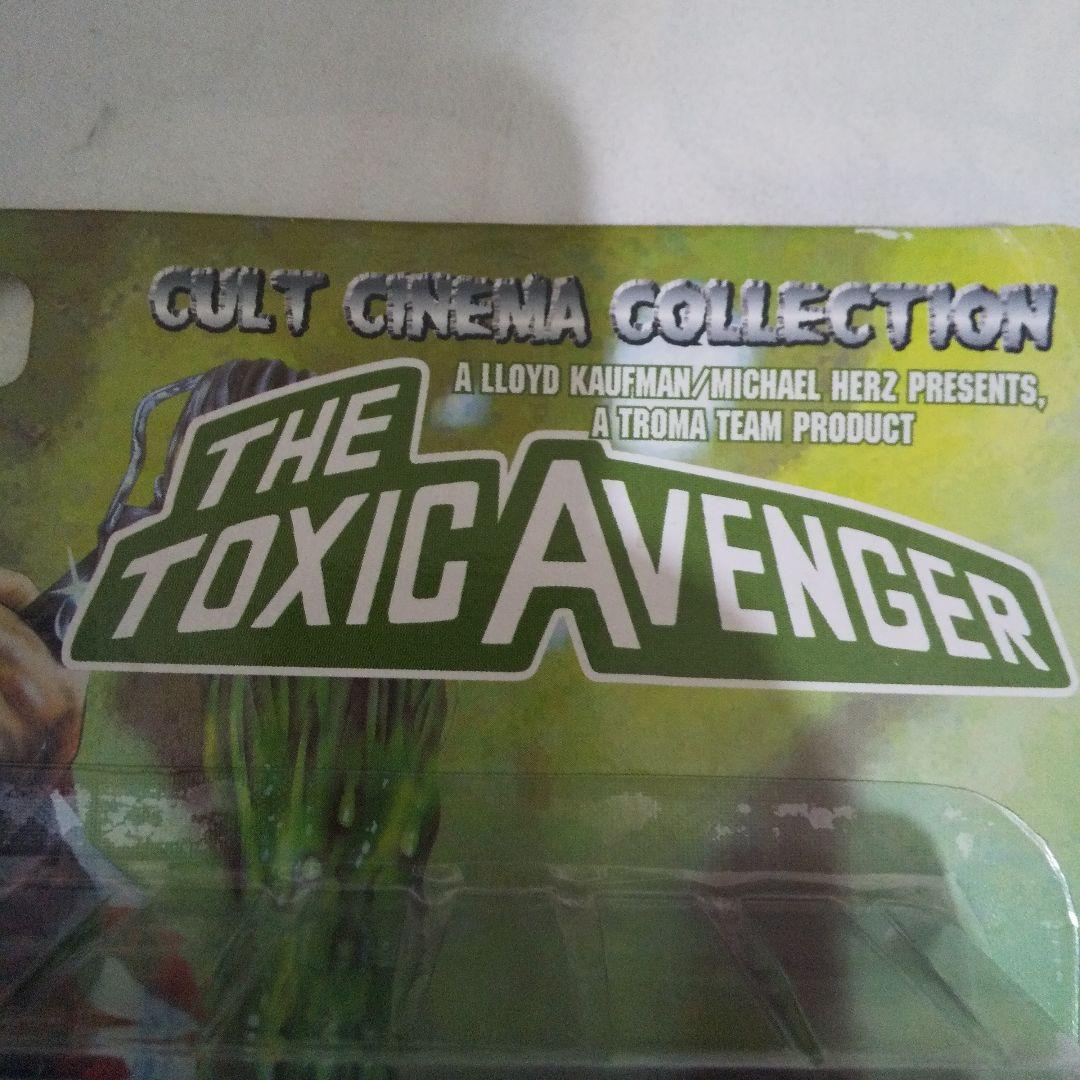 CULT CINEMA COLLECTION
A LLOYD KAUFMAN/MICHAEL HERZ PRESENTS,
A TROMA TEAM PRODUCT
THE
TOXIC AVENGER